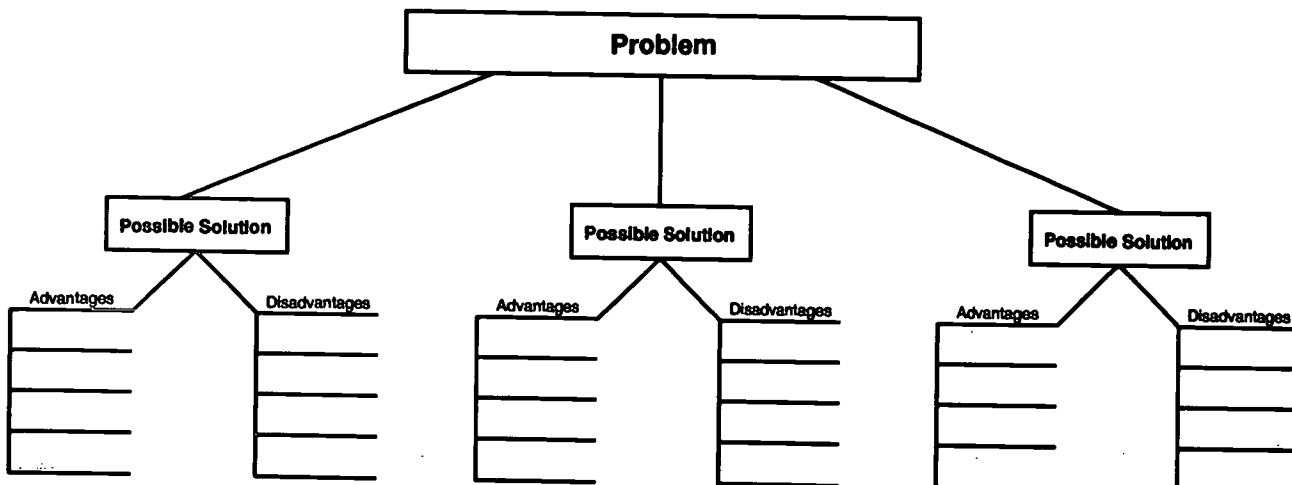 Problem
Possible Solution
Possible Solution
Possible Solution
Advantages
Disadvantages
Advantages
Disadvantages
Advantages
Disadvantages